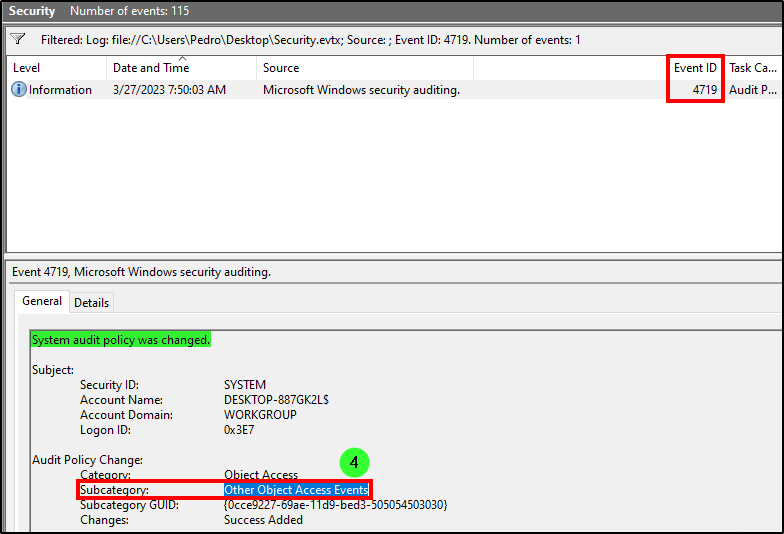 Security Number of events: 115
Filtered: Log: file://C:\Users\Pedro\Desktop\Security.evtx; Source: ; Event ID: 4719. Number of events: 1
Level Date and Time Source Event ID Task Ca...
Information 3/27/2023 7:50:03 AM Microsoft Windows security auditing. 4719 Audit P...
Event 4719, Microsoft Windows security auditing.
General Details
System audit policy was changed.
Subject:
Security ID: SYSTEM
Account Name: DESKTOP-887GK2L$
Account Domain: WORKGROUP
Logon ID: 0x3E7
Audit Policy Change:
4
Category: Object Access
Subcategory: Other Object Access Events
Subcategory GUID: {0cce9227-69ae-11d9-bed3-505054503030}
Changes: Success Added